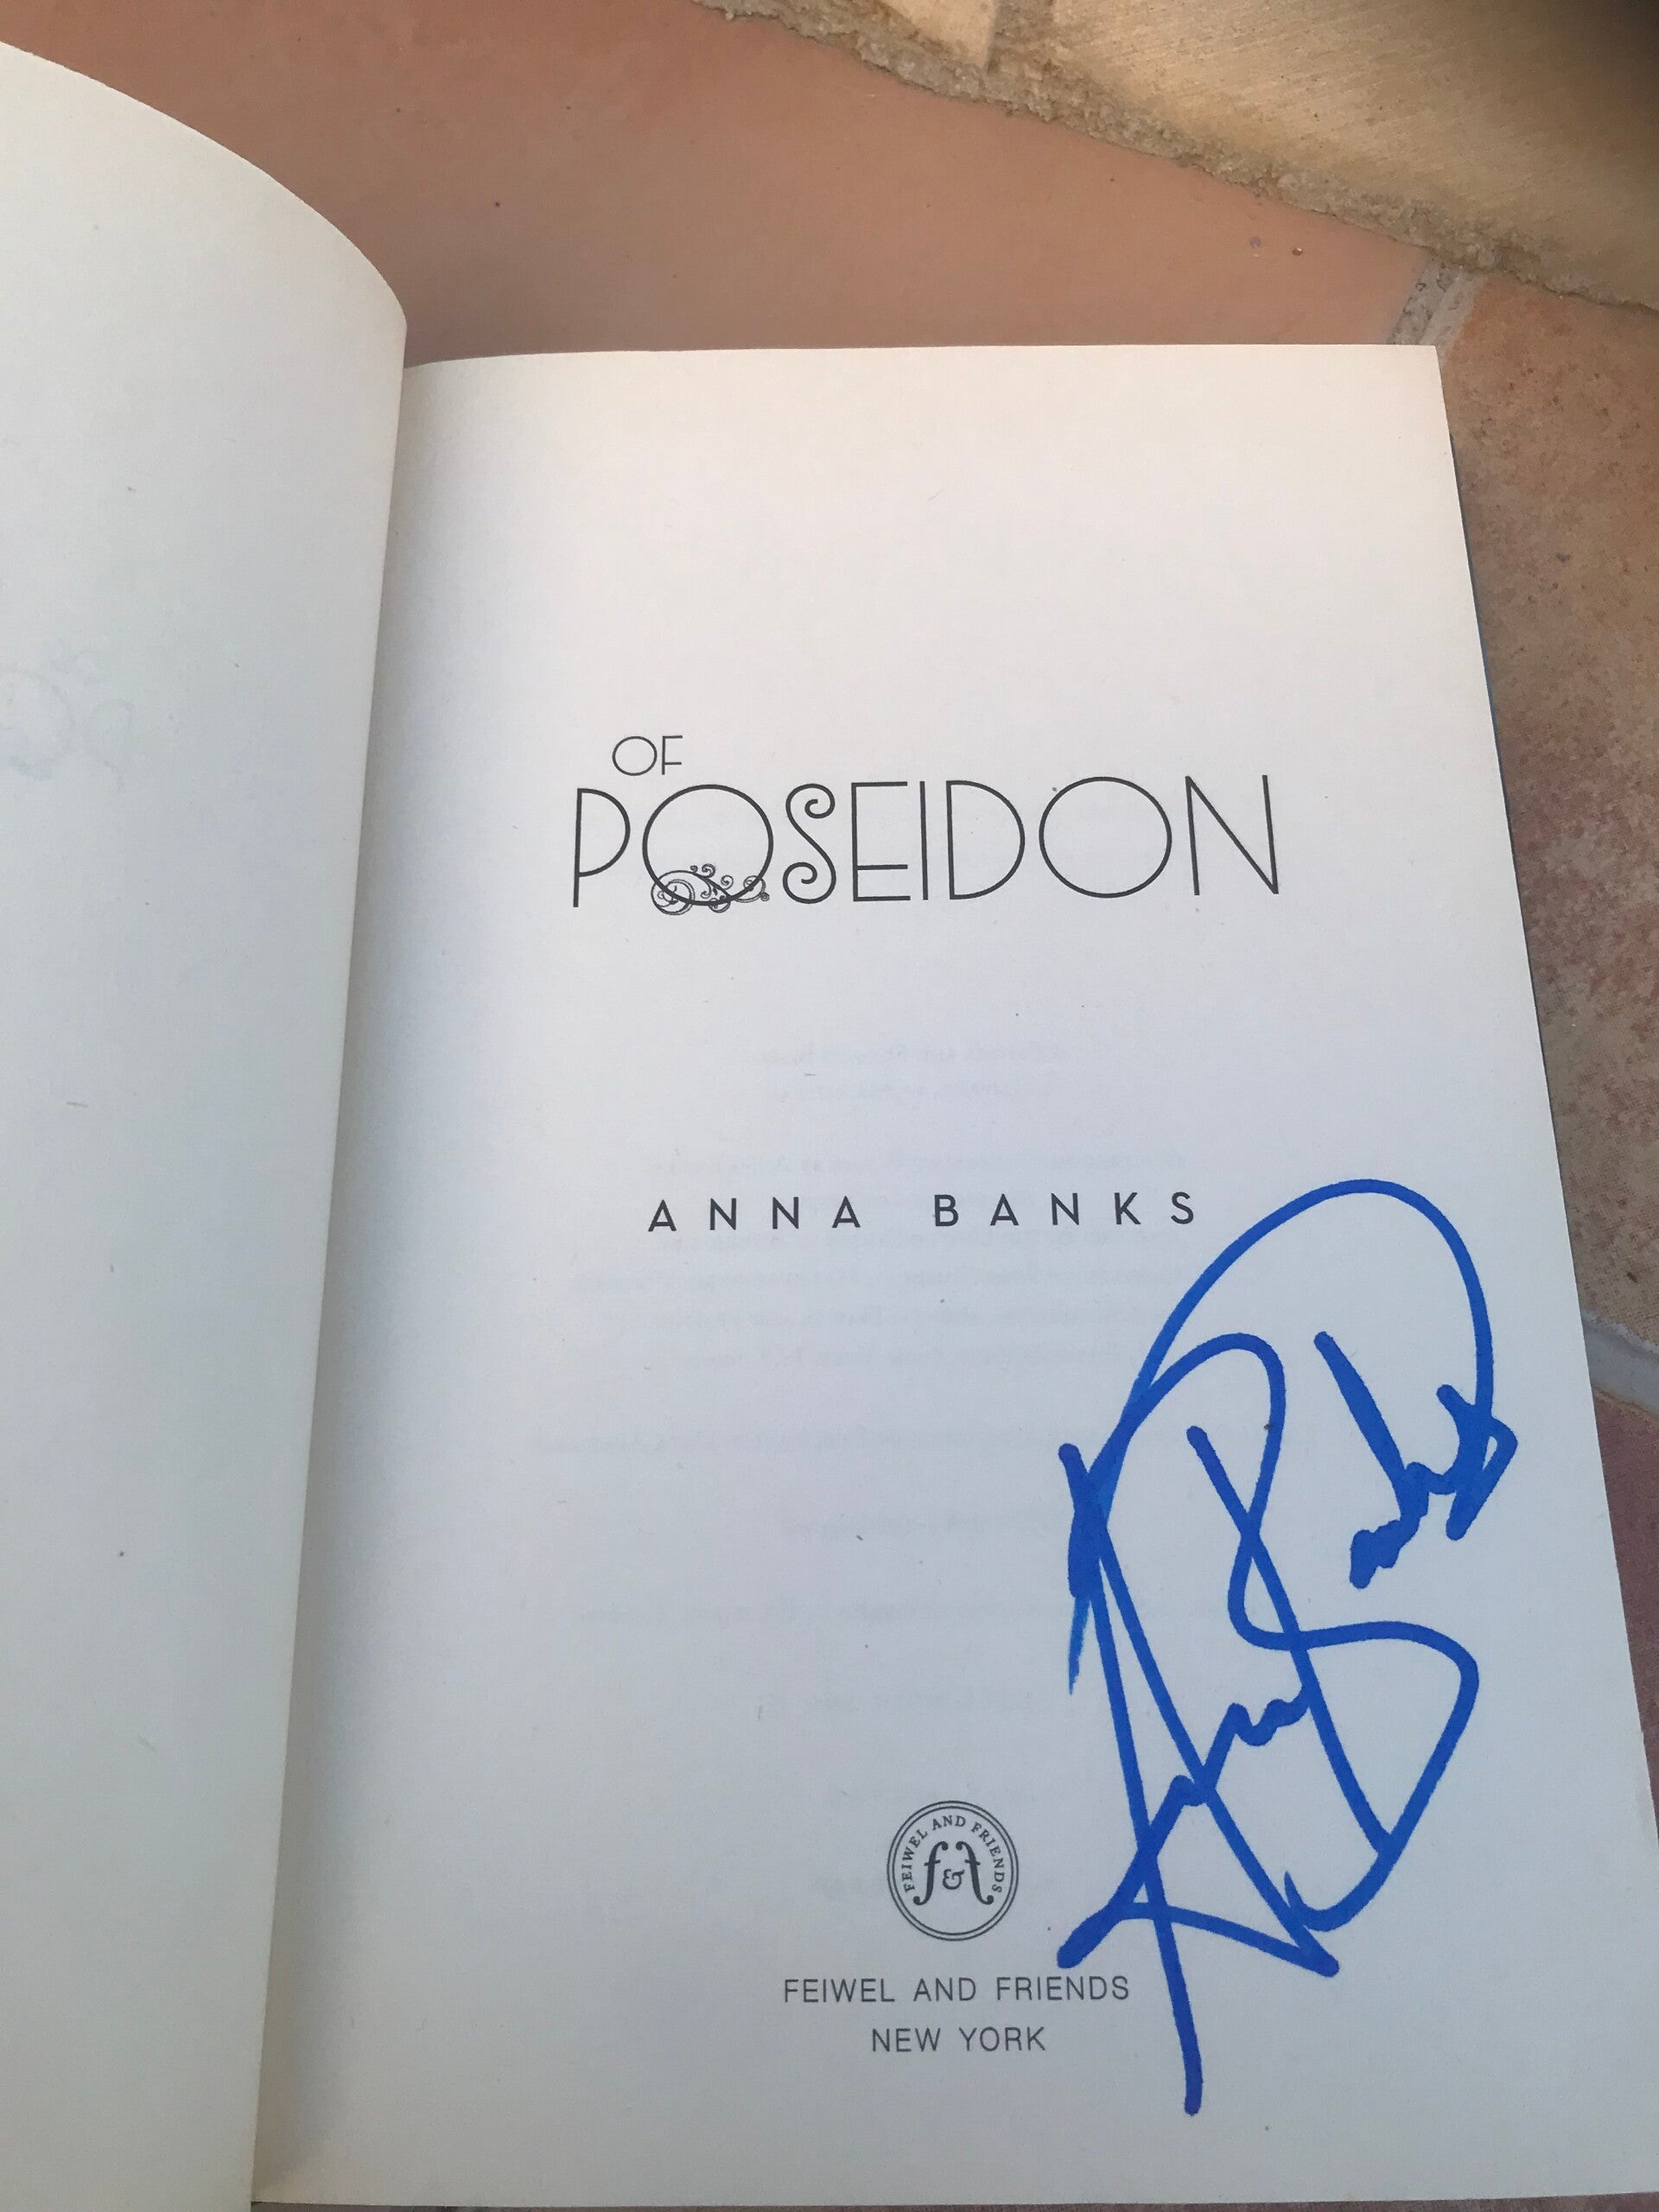 OF
POSEIDON
ANNA BANKS
FEIWEL AND FRIENDS
f&f
FEIWEL AND FRIENDS
NEW YORK